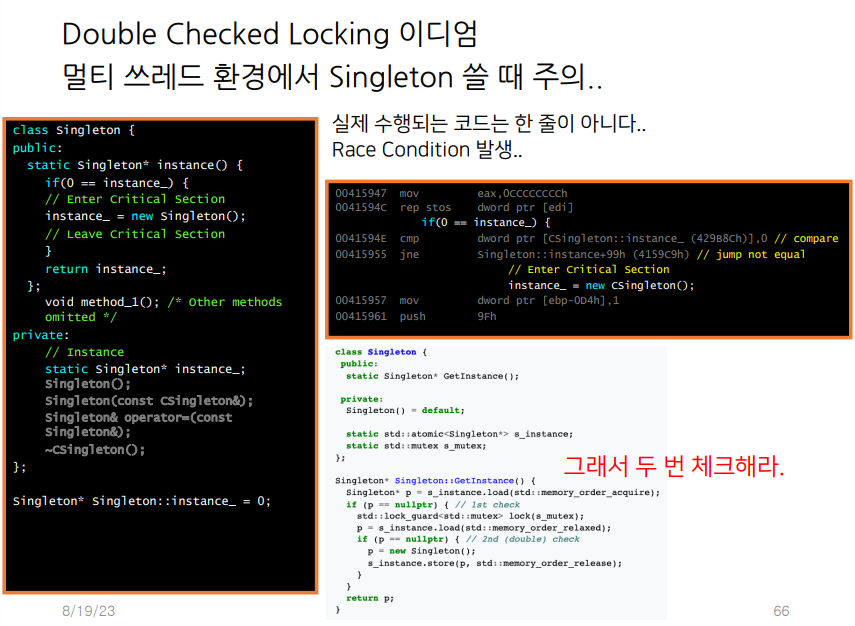 Double Checked Locking 이디엄
멀티 쓰레드 환경에서 Singleton 쓸 때 주의..
class Singleton {
public:
static Singleton* instance() {
if(0 == instance_) {
// Enter Critical Section
instance_ = new Singleton();
// Leave Critical Section
}
return instance_;
};
void method_1(); /* Other methods
omitted */
private:
// Instance
static Singleton* instance_;
Singleton();
Singleton(const CSingleton&);
Singleton& operator=(const
Singleton&);
~CSingleton();
};
Singleton* Singleton::instance_ = 0;
실제 수행되는 코드는 한 줄이 아니다..
Race Condition 발생..
00415947 mov eax,0CCCCCCCCh
0041594C rep stos dword ptr [edi]
if(0 == instance_) {
0041594E cmp dword ptr [CSingleton::instance_ (429B8Ch)],0 // compare
00415955 jne Singleton::instance+99h (4159C9h) // jump not equal
// Enter Critical Section
instance_ = new CSingleton();
00415957 mov dword ptr [ebp-0D4h],1
00415961 push 9Fh
class Singleton {
public:
static Singleton* GetInstance();
private:
Singleton() = default;
static std::atomic<Singleton*> s_instance;
static std::mutex s_mutex;
};
그래서 두 번 체크해라.
Singleton* Singleton::GetInstance() {
Singleton* p = s_instance.load(std::memory_order_acquire);
if (p == nullptr) { // 1st check
std::lock_guard<std::mutex> lock(s_mutex);
p = s_instance.load(std::memory_order_relaxed);
if (p == nullptr) { // 2nd (double) check
p = new Singleton();
s_instance.store(p, std::memory_order_release);
}
}
return p;
}
8/19/23
66